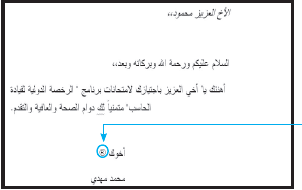 الأخ العزيز محمود،،
السلام عليكم ورحمة الله وبركاته وبعد،،
أهنئك يا" أخي العزيز باجتيازك لامتحانات برنامج " الرخصة الدولية لقيادة
الحاسب" متمنياً لك دوام الصحة والعافية والتقدم.
أخوك ®
محمد مهدي